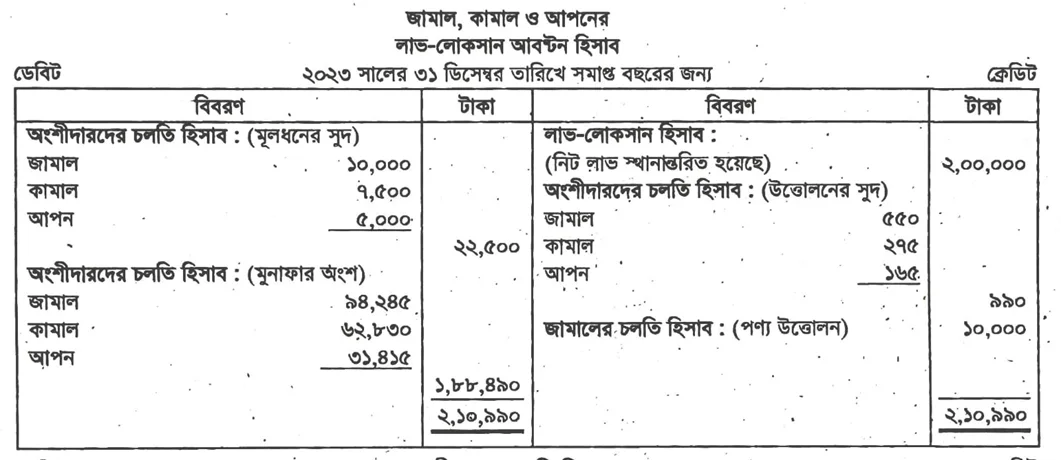 জামাল, কামাল ও আপনের
লাভ-লোকসান আবণ্টন হিসাব
ডেবিট ২০২৩ সালের ৩১ ডিসেম্বর তারিখে সমাপ্ত বছরের জন্য ক্রেডিট
বিবরণ টাকা বিবরণ টাকা
অংশীদারদের চলতি হিসাব : (মূলধনের সুদ) লাভ-লোকসান হিসাব :
জামাল ১০,০০০ (নিট লাভ স্থানান্তরিত হয়েছে) ২,০০,০০০
কামাল ৭,৫০০ অংশীদারদের চলতি হিসাব : (উত্তোলনের সুদ)
আপন ৫,০০০ জামাল ৫৫০
২২,৫০০ কামাল ২৭৫
অংশীদারদের চলতি হিসাব : (মুনাফার অংশ) আপন ১৬৫
জামাল ৯৪,২৪৫ ৯৯০
কামাল ৬২,৮৩০ জামালের চলতি হিসাব : (পণ্য উত্তোলন) ১০,০০০
আপন ৩১,৪১৫
১,৮৮,৪৯০
২,১০,৯৯০ ২,১০,৯৯০